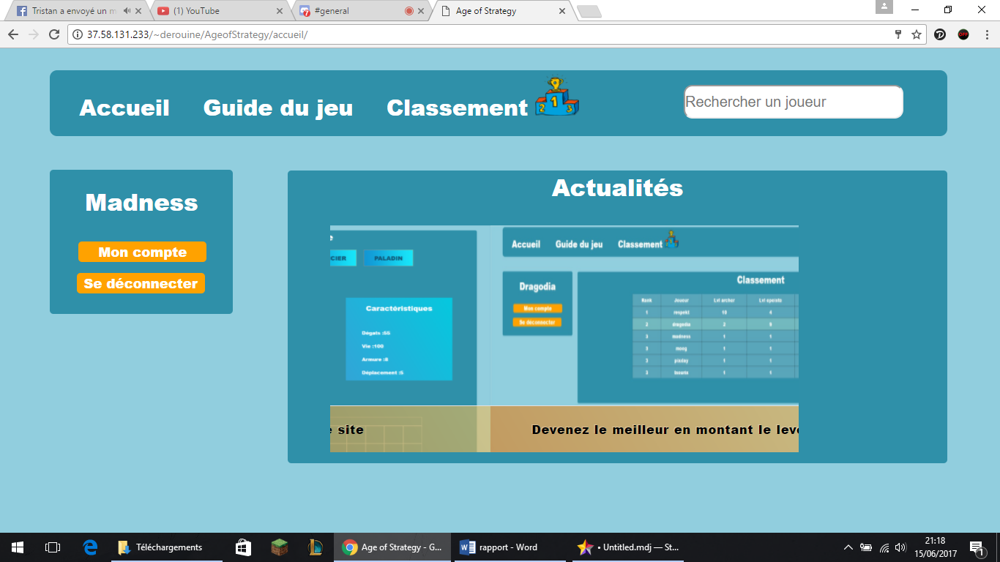 Tristan a envoyé un m
(1) YouTube
#general
Age of Strategy
37.58.131.233/~derouine/AgeofStrategy/accueil/
Accueil
Guide du jeu
Classement
1
2
3
Rechercher un joueur
Madness
Mon compte
Se déconnecter
Actualités
CIER
PALADIN
Caractéristiques
Dégats :55
Vie :100
Armure :8
Déplacement :5
Accueil
Guide du jeu
Classement
Dragodia
Mon compte
Se déconnecter
Classement
Rank Joueur Lvl archer Lvl epeiste
1 respekt 10 4
2 dragodia 2 5
3 madness 1 1
3 1 1
3 1 1
3 1 1
e site
Devenez le meilleur en montant le leve
Téléchargements
Age of Strategy - G...
rapport - Word
• Untitled.mdj — St...
21:18
15/06/2017
1